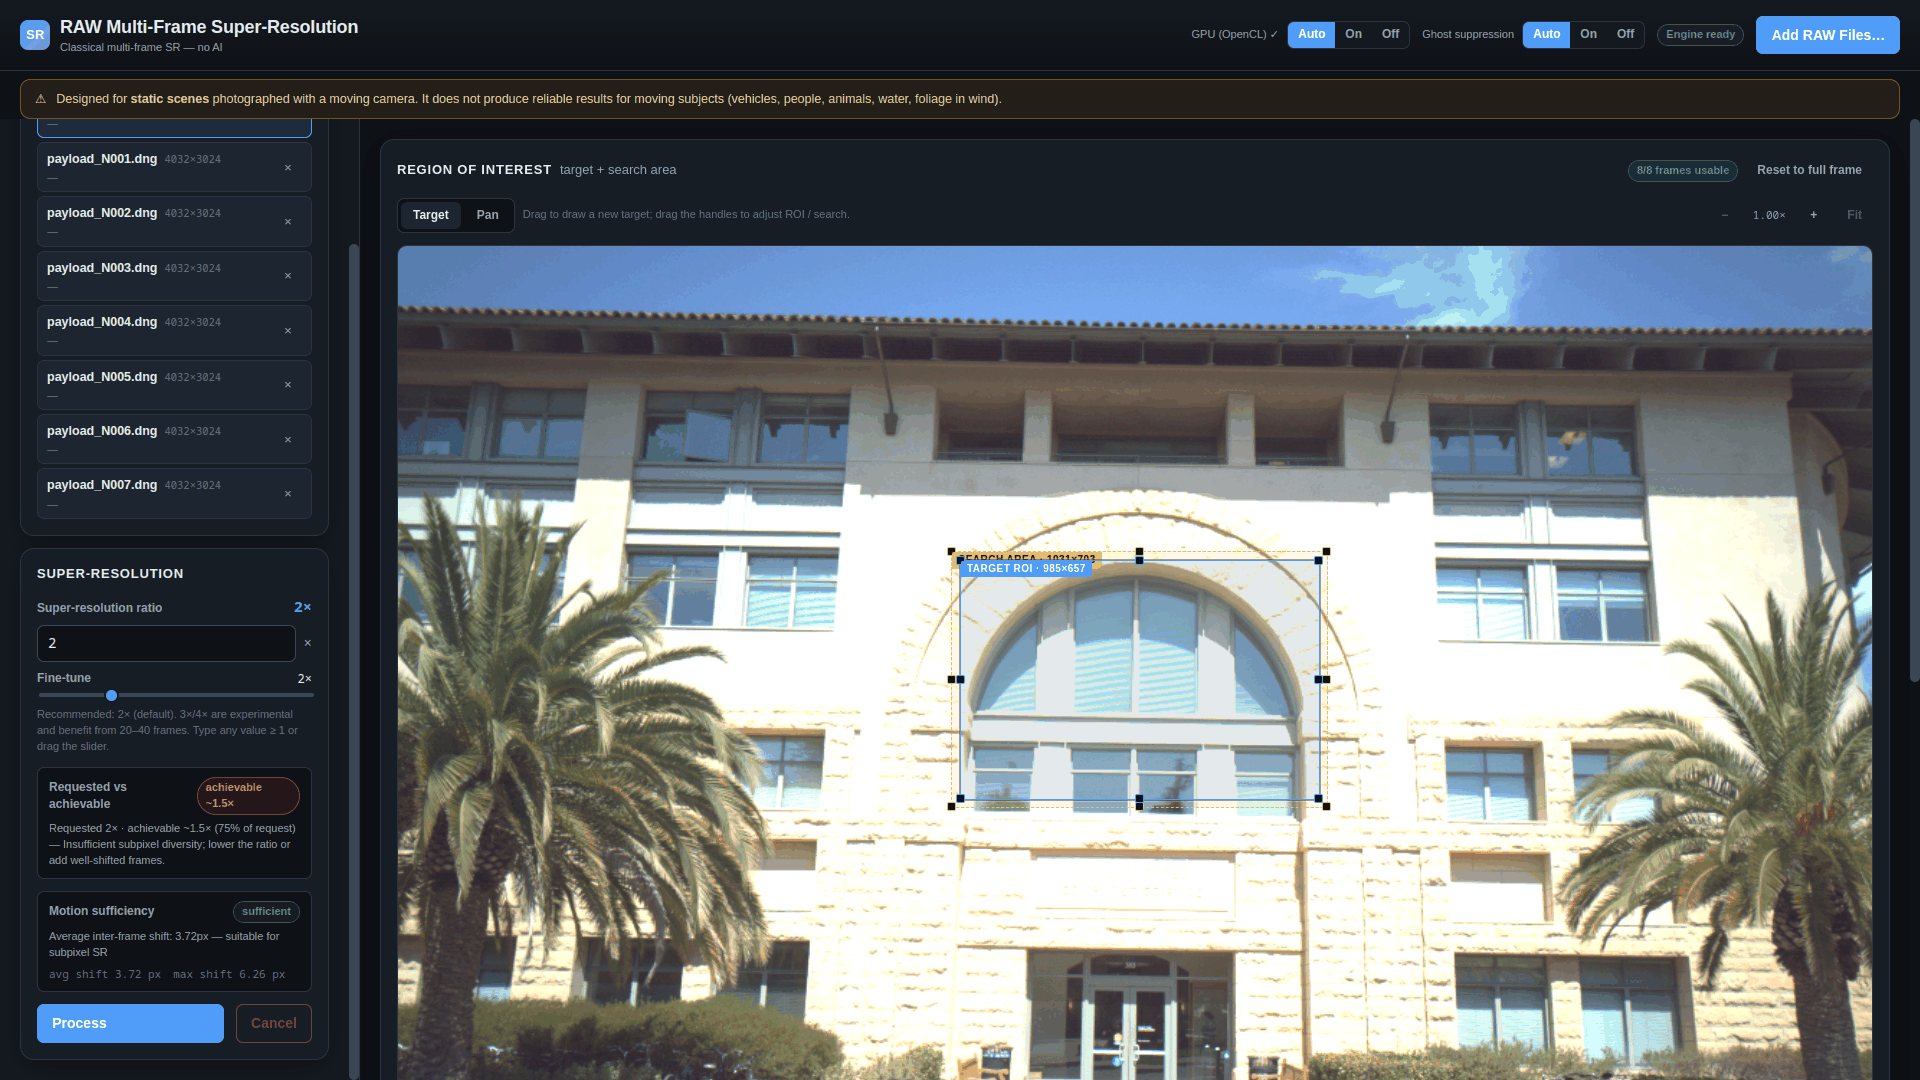 SR
RAW Multi-Frame Super-Resolution
Classical multi-frame SR — no AI
GPU (OpenCL) ✓ Auto On Off
Ghost suppression Auto On Off
Engine ready
Add RAW Files…
⚠ Designed for static scenes photographed with a moving camera. It does not produce reliable results for moving subjects (vehicles, people, animals, water, foliage in wind).
—
payload_N001.dng 4032×3024 ×
—
payload_N002.dng 4032×3024 ×
—
payload_N003.dng 4032×3024 ×
—
payload_N004.dng 4032×3024 ×
—
payload_N005.dng 4032×3024 ×
—
payload_N006.dng 4032×3024 ×
—
payload_N007.dng 4032×3024 ×
—
SUPER-RESOLUTION
Super-resolution ratio 2×
2 ×
Fine-tune 2×
Recommended: 2× (default). 3×/4× are experimental
and benefit from 20–40 frames. Type any value ≥ 1 or
drag the slider.
Requested vs
achievable
achievable
~1.5×
Requested 2× · achievable ~1.5× (75% of request)
— Insufficient subpixel diversity; lower the ratio or
add well-shifted frames.
Motion sufficiency sufficient
Average inter-frame shift: 3.72px — suitable for
subpixel SR
avg shift 3.72 px max shift 6.26 px
Process Cancel
REGION OF INTEREST target + search area
8/8 frames usable Reset to full frame
Target Pan Drag to draw a new target; drag the handles to adjust ROI / search.
− 1.00× + Fit
SEARCH AREA · 1031×703
TARGET ROI · 985×657